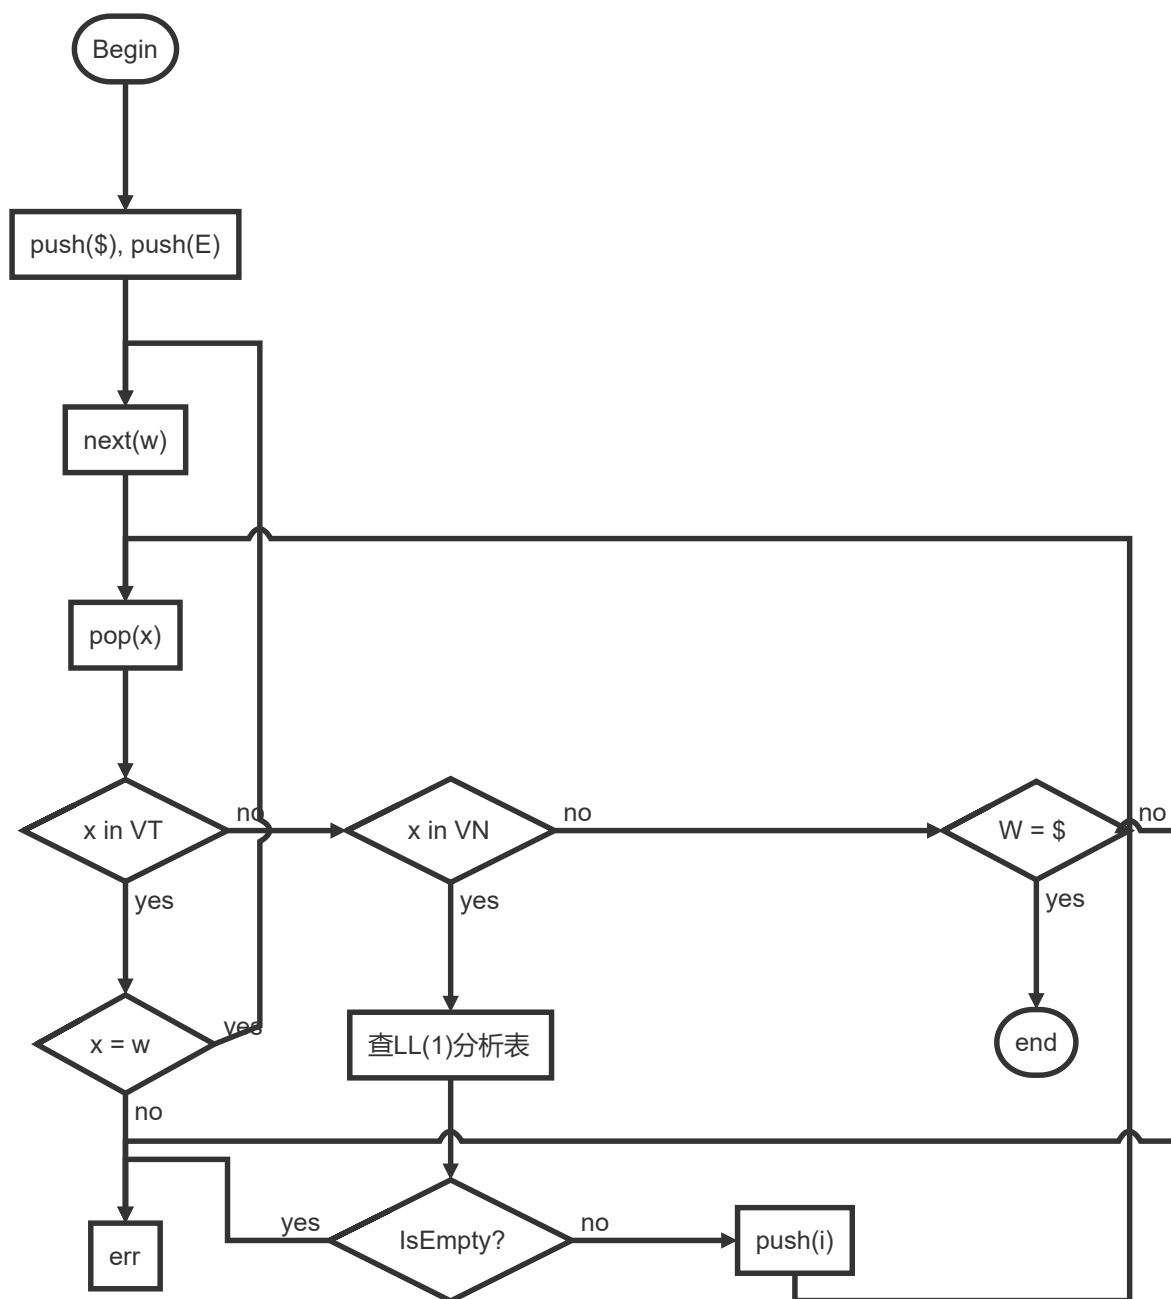 Begin
push($), push(E)
next(w)
pop(x)
x in VT
no
x in VN
no
W = $
no
yes
yes
yes
x = w
yes
查LL(1)分析表
end
no
yes
IsEmpty?
no
push(i)
err